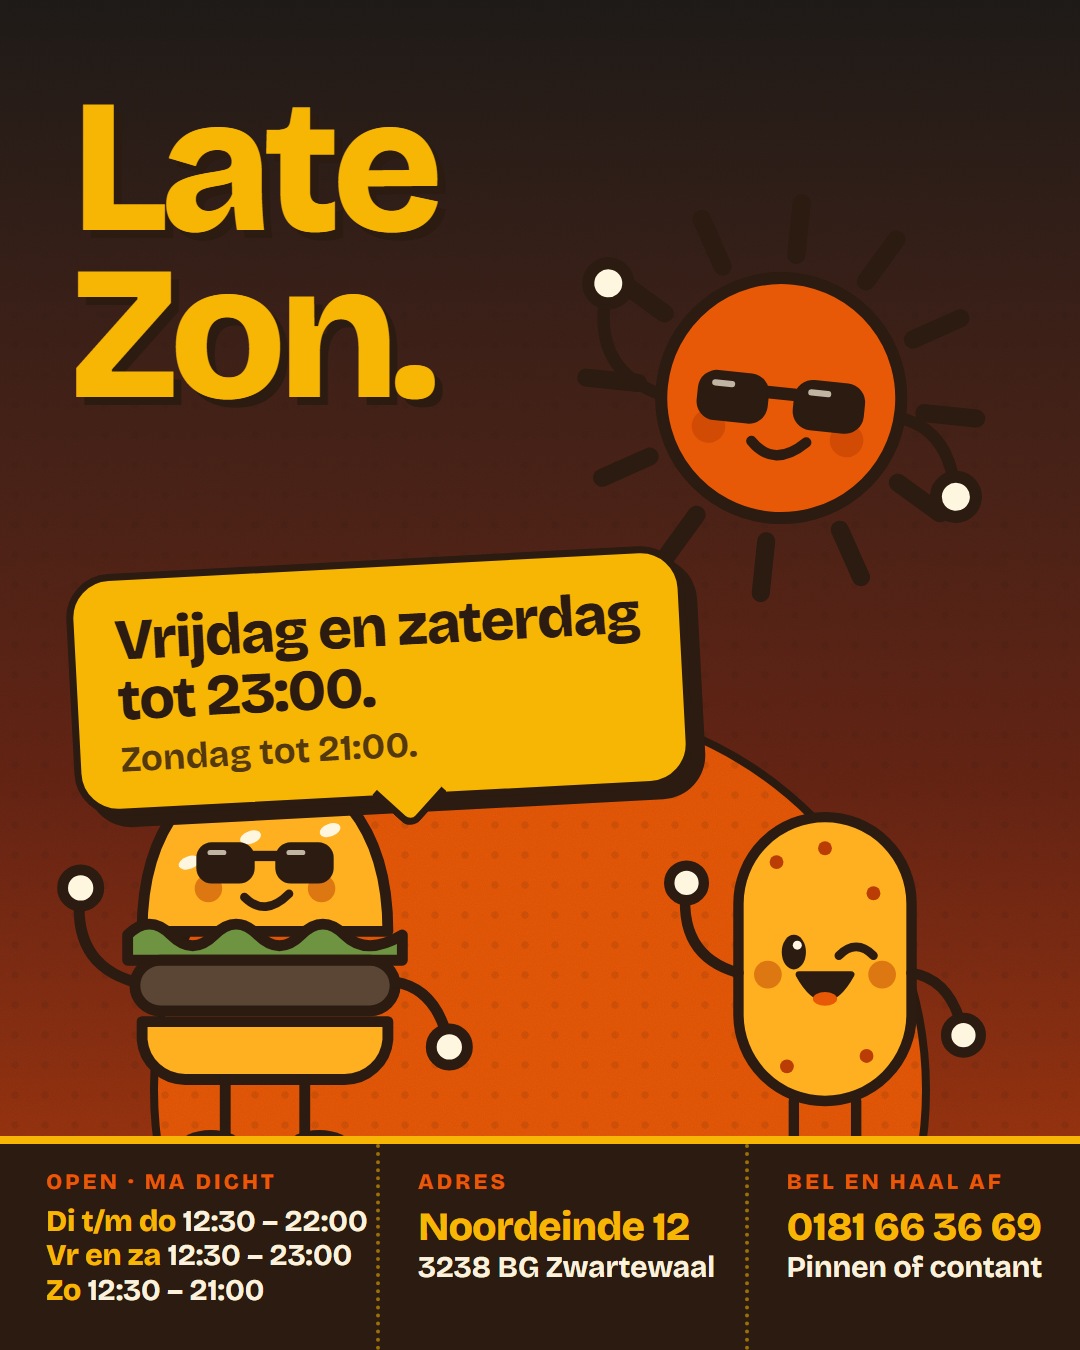 Late
Zon.
Vrijdag en zaterdag
tot 23:00.
Zondag tot 21:00.
OPEN · MA DICHT
Di t/m do 12:30 – 22:00
Vr en za 12:30 – 23:00
Zo 12:30 – 21:00
ADRES
Noordeinde 12
3238 BG Zwartewaal
BEL EN HAAL AF
0181 66 36 69
Pinnen of contant